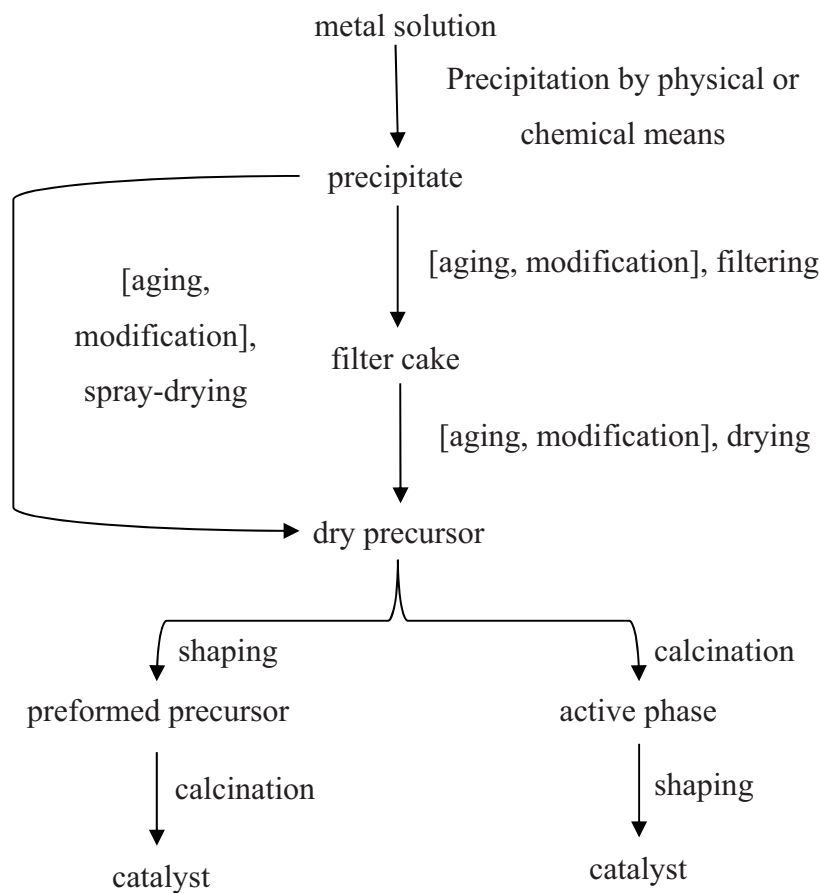 metal solution
Precipitation by physical or
chemical means
precipitate
[aging, modification], filtering
[aging,
modification],
spray-drying
filter cake
[aging, modification], drying
dry precursor
shaping
calcination
preformed precursor
active phase
calcination
shaping
catalyst
catalyst